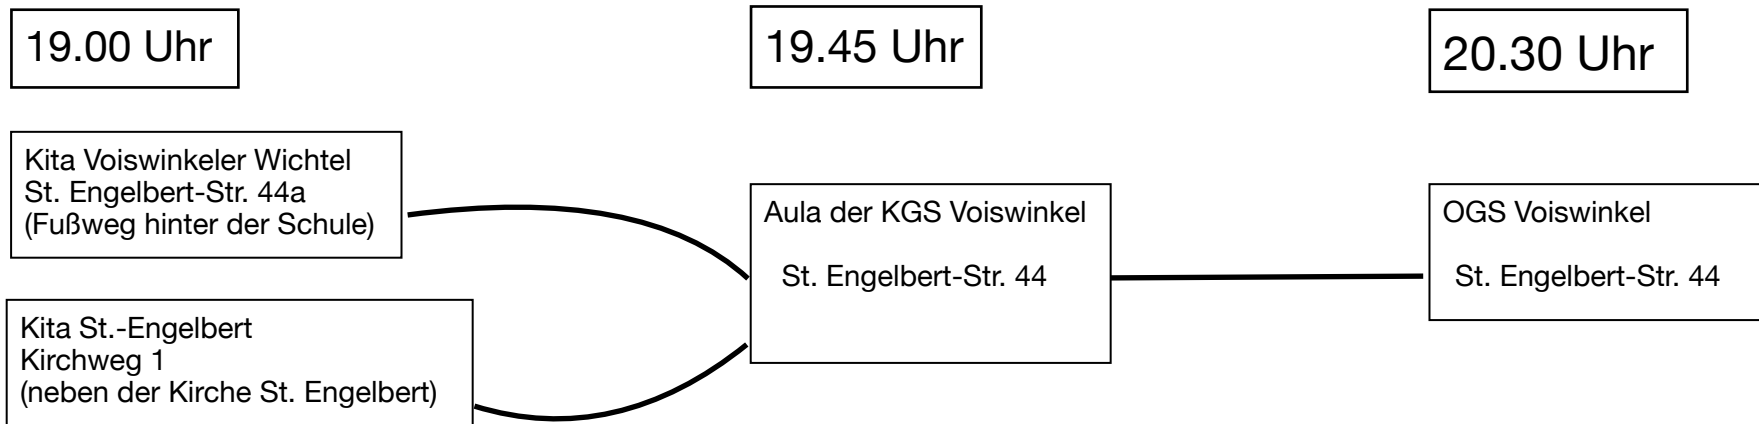 19.00 Uhr
19.45 Uhr
20.30 Uhr
Kita Voiswinkeler Wichtel
St. Engelbert-Str. 44a
(Fußweg hinter der Schule)
Kita St.-Engelbert
Kirchweg 1
(neben der Kirche St. Engelbert)
Aula der KGS Voiswinkel
St. Engelbert-Str. 44
OGS Voiswinkel
St. Engelbert-Str. 44